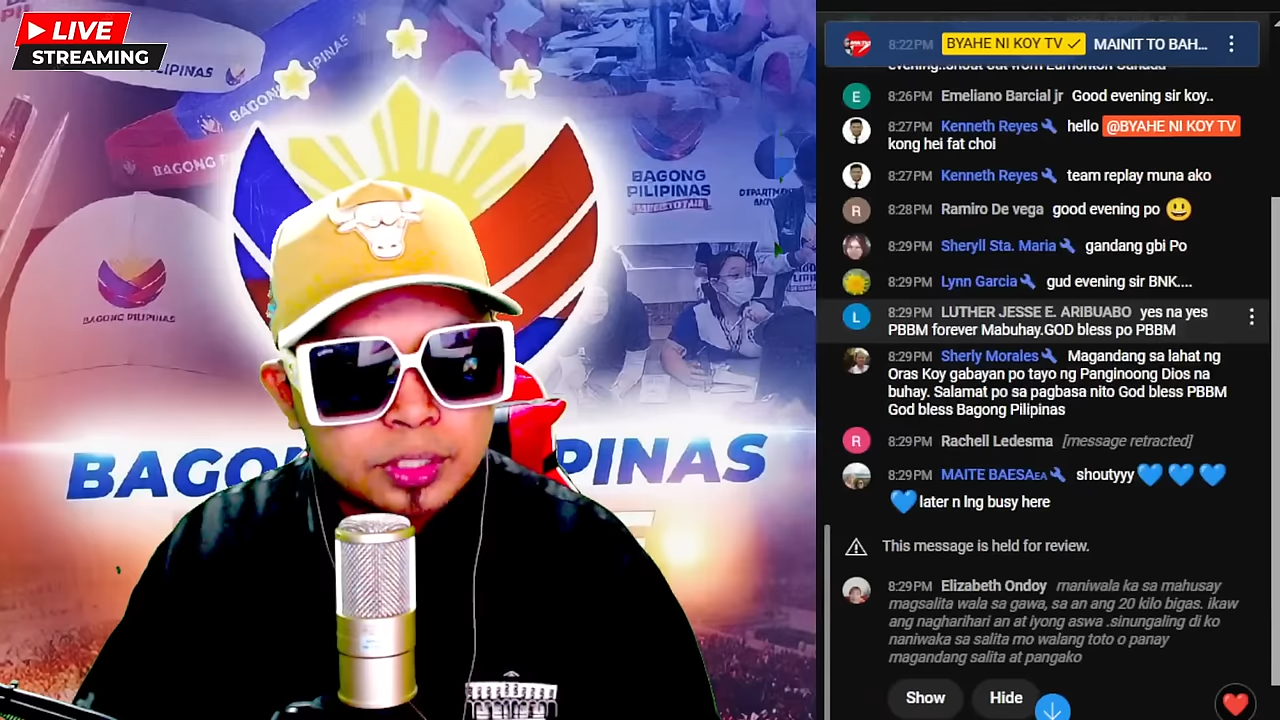 LIVE
STREAMING
PILIPINAS
BAGONG PILIPINAS
BAGONG P
BAGONG
PILIPINAS
BAGONG PILIPINAS
BAGON
PINAS
8:22PM BYAHE NI KOY TV MAINIT TO BAH...
evening..shout out from Edmonton Canada
E 8:26PM Emeliano Barcial jr Good evening sir koy..
8:27PM Kenneth Reyes hello @BYAHE NI KOY TV
kong hei fat choi
8:27PM Kenneth Reyes team replay muna ako
R 8:28PM Ramiro De vega good evening po 😃
8:29PM Sheryll Sta. Maria gandang gbi Po
8:29PM Lynn Garcia gud evening sir BNK....
L 8:29PM LUTHER JESSE E. ARIBUABO yes na yes
PBBM forever Mabuhay.GOD bless po PBBM
8:29PM Sherly Morales Magandang sa lahat ng
Oras Koy gabayan po tayo ng Panginoong Dios na
buhay. Salamat po sa pagbasa nito God bless PBBM
God bless Bagong Pilipinas
R 8:29PM Rachell Ledesma [message retracted]
8:29PM MAITE BAESAEA shoutyyy💙💙💙
💙later n lng busy here
This message is held for review.
8:29PM Elizabeth Ondoy maniwala ka sa mahusay
magsalita wala sa gawa, sa an ang 20 kilo bigas. ikaw
ang nagharihari an at iyong aswa .sinungaling di ko
naniwaka sa salita mo walang toto o panay
magandang salita at pangako
Show Hide